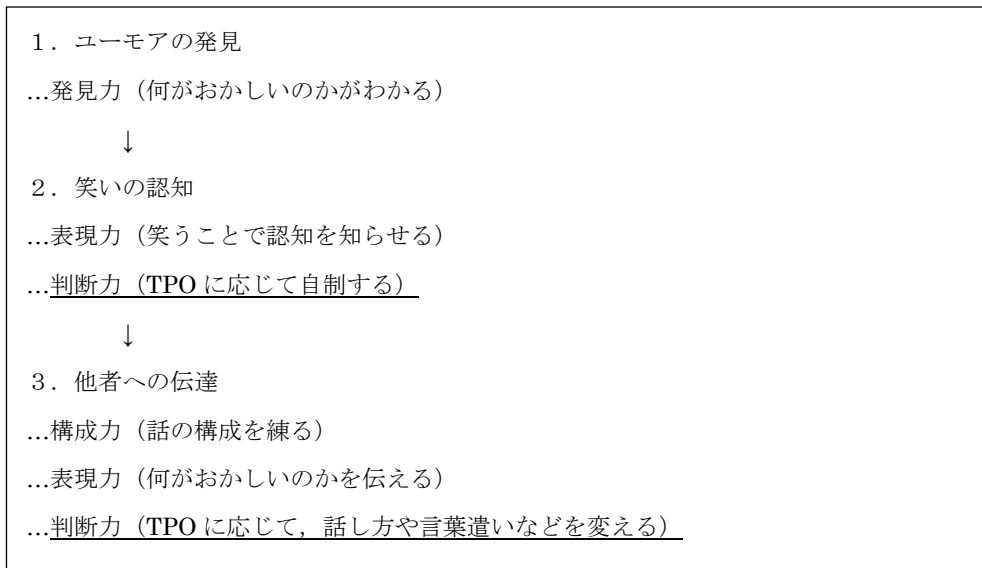 １．ユーモアの発見
…発見力（何がおかしいのかがわかる）
↓
２．笑いの認知
…表現力（笑うことで認知を知らせる）
…判断力（TPO に応じて自制する）
↓
３．他者への伝達
…構成力（話の構成を練る）
…表現力（何がおかしいのかを伝える）
…判断力（TPO に応じて，話し方や言葉遣いなどを変える）